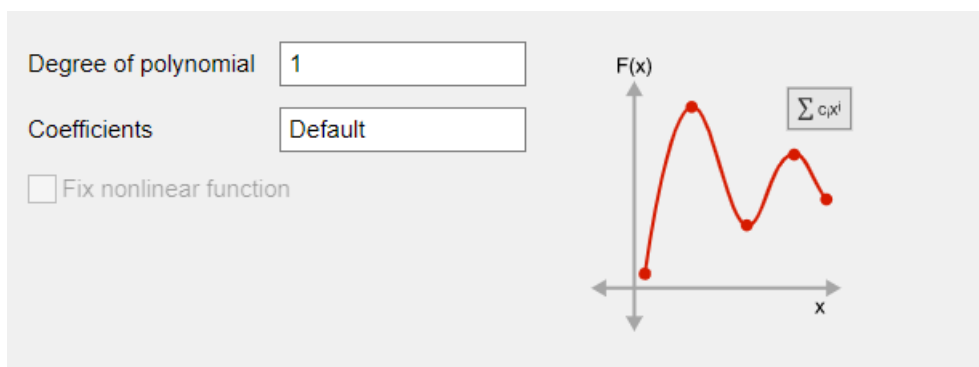 Degree of polynomial 1
Coefficients Default
Fix nonlinear function
F(x)
∑ cᵢxⁱ
x